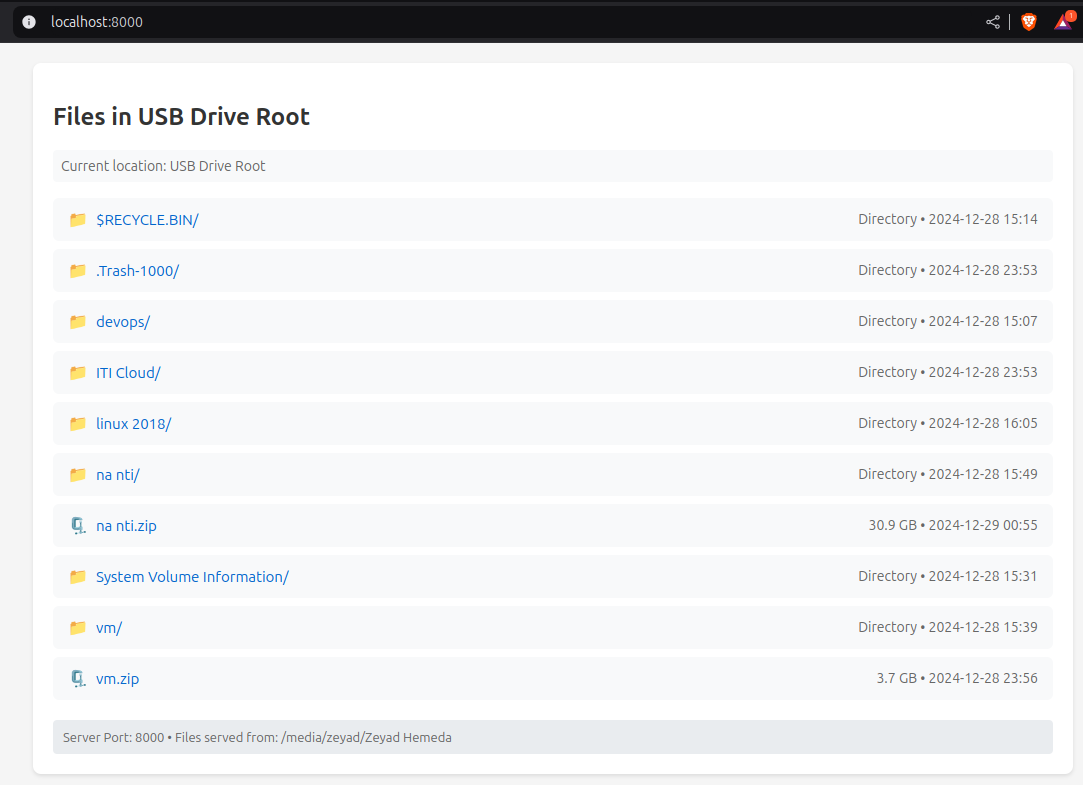 localhost:8000
1
Files in USB Drive Root
Current location: USB Drive Root
$RECYCLE.BIN/ Directory • 2024-12-28 15:14
.Trash-1000/ Directory • 2024-12-28 23:53
devops/ Directory • 2024-12-28 15:07
ITI Cloud/ Directory • 2024-12-28 23:53
linux 2018/ Directory • 2024-12-28 16:05
na nti/ Directory • 2024-12-28 15:49
na nti.zip 30.9 GB • 2024-12-29 00:55
System Volume Information/ Directory • 2024-12-28 15:31
vm/ Directory • 2024-12-28 15:39
vm.zip 3.7 GB • 2024-12-28 23:56
Server Port: 8000 • Files served from: /media/zeyad/Zeyad Hemeda